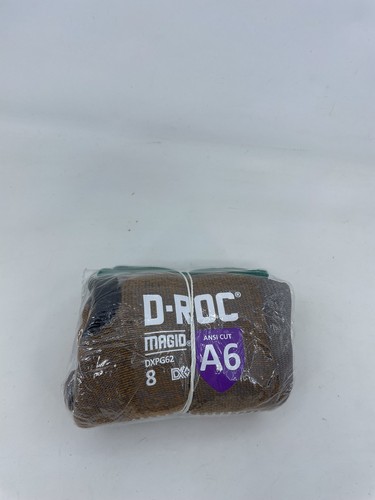 D-ROC®
MAGID®
ANSI CUT
A6
DXPG62
8